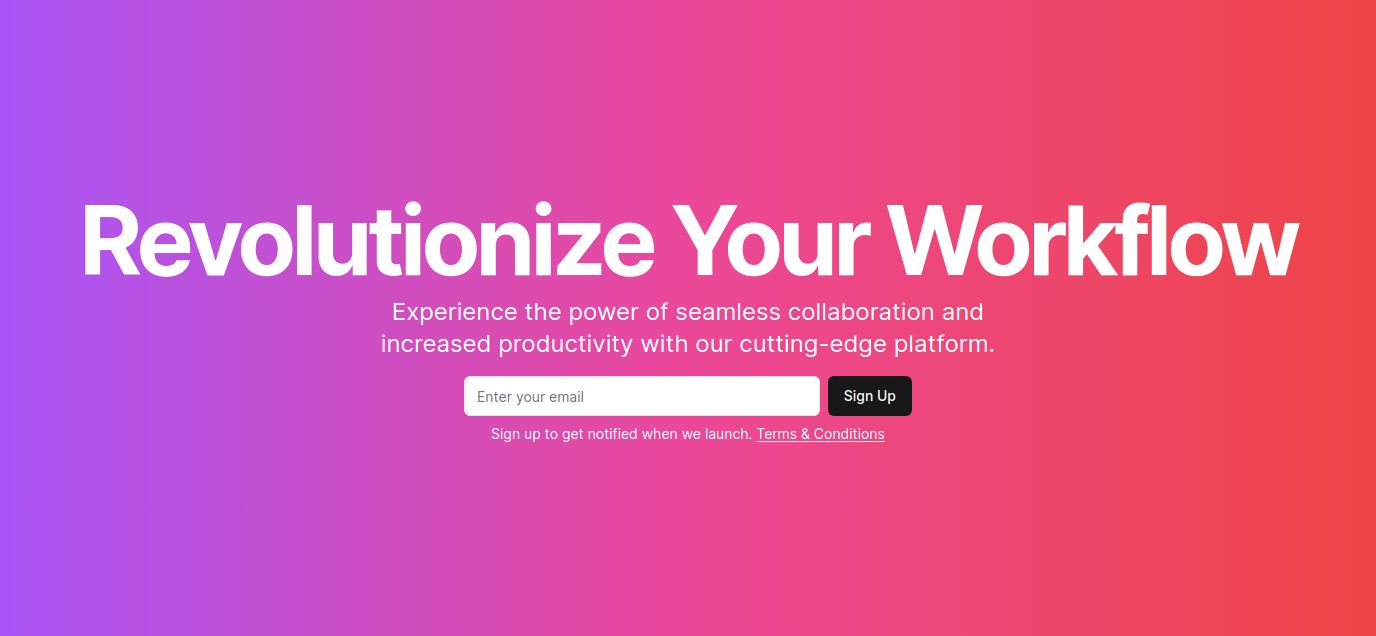 Revolutionize Your Workflow
Experience the power of seamless collaboration and
increased productivity with our cutting-edge platform.
Enter your email
Sign Up
Sign up to get notified when we launch. Terms & Conditions